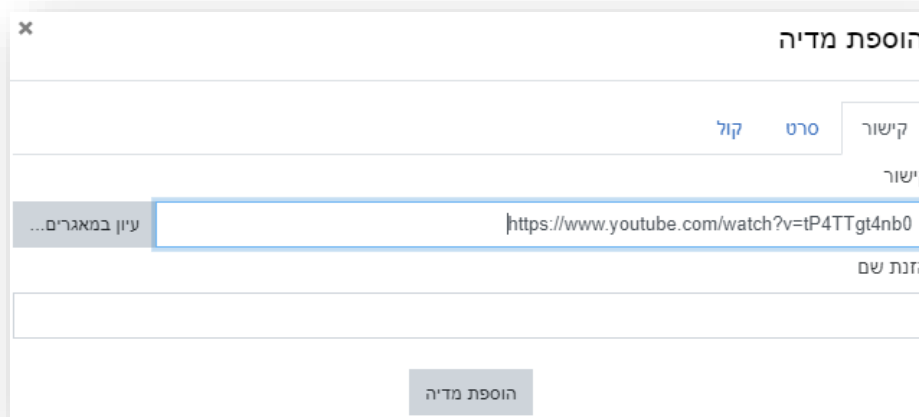 הוספת מדיה
קישור סרט קול
קישור
https://www.youtube.com/watch?v=tP4TTgt4nb0 עיון במאגרים...
הזנת שם
הוספת מדיה